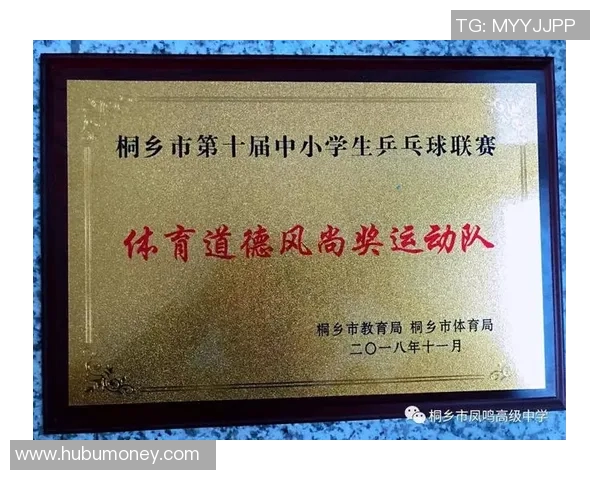 TG: MYYJJPP
桐乡市第十届中小学生乒乓球联赛
体育道德风尚奖运动队
桐乡市教育局 桐乡市体育局
二〇一八年十一月
桐乡市凤鸣高级中学
www.hubumoney.com